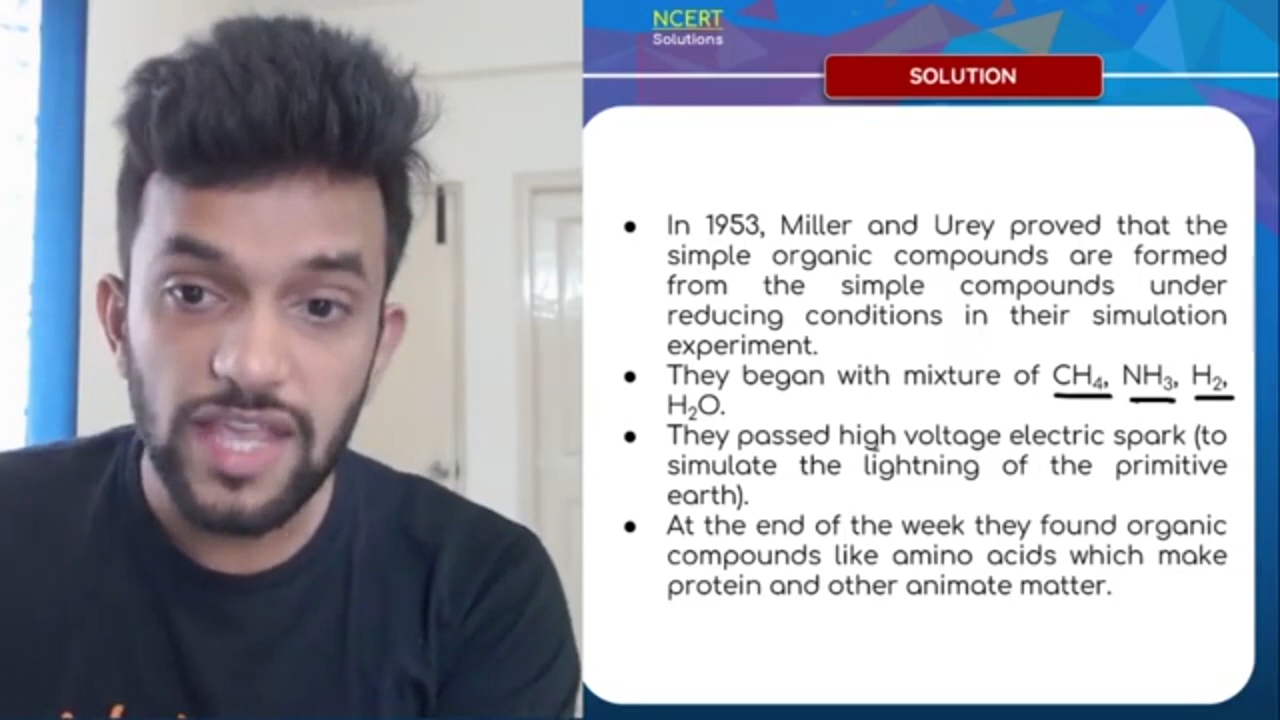 NCERT
Solutions
SOLUTION
● In 1953, Miller and Urey proved that the
simple organic compounds are formed
from the simple compounds under
reducing conditions in their simulation
experiment.
● They began with mixture of CH₄, NH₃, H₂,
H₂O.
● They passed high voltage electric spark (to
simulate the lightning of the primitive
earth).
● At the end of the week they found organic
compounds like amino acids which make
protein and other animate matter.